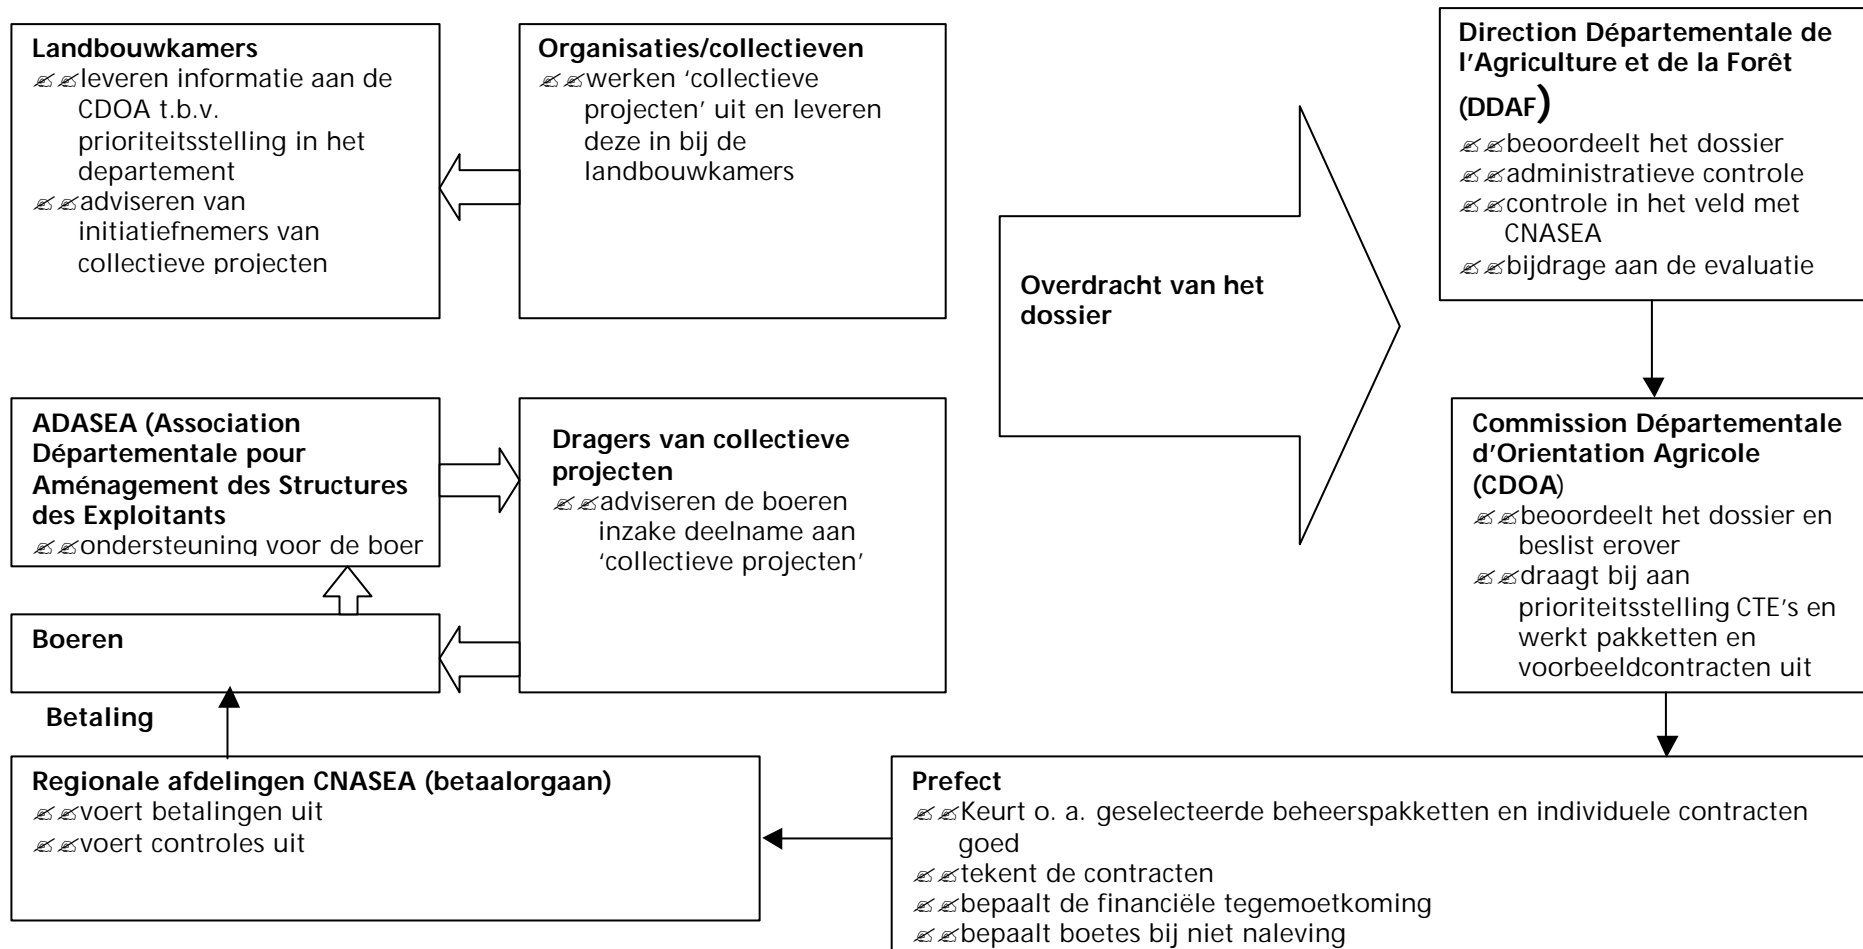 Landbouwkamers
leveren informatie aan de
CDOA t.b.v.
prioriteitsstelling in het
departement
adviseren van
initiatiefnemers van
collectieve projecten
Organisaties/collectieven
werken ‘collectieve
projecten’ uit en leveren
deze in bij de
landbouwkamers
Overdracht van het
dossier
Direction Départementale de
l’Agriculture et de la Forêt
(DDAF)
beoordeelt het dossier
administratieve controle
controle in het veld met
CNASEA
bijdrage aan de evaluatie
ADASEA (Association
Départementale pour
Aménagement des Structures
des Exploitants
ondersteuning voor de boer
Dragers van collectieve
projecten
adviseren de boeren
inzake deelname aan
‘collectieve projecten’
Commission Départementale
d’Orientation Agricole
(CDOA)
beoordeelt het dossier en
beslist erover
draagt bij aan
prioriteitsstelling CTE’s en
werkt pakketten en
voorbeeldcontracten uit
Boeren
Betaling
Regionale afdelingen CNASEA (betaalorgaan)
voert betalingen uit
voert controles uit
Prefect
Keurt o. a. geselecteerde beheerspakketten en individuele contracten
goed
tekent de contracten
bepaalt de financiële tegemoetkoming
bepaalt boetes bij niet naleving